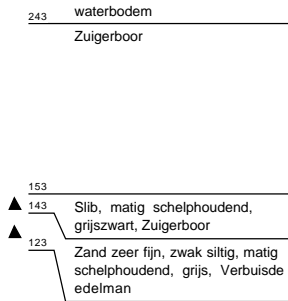 waterbodem
243
Zuigerboor
153
143
Slib, matig schelphoudend,
grijszwart, Zuigerboor
123
Zand zeer fijn, zwak siltig, matig
schelphoudend, grijs, Verbuisde
edelman